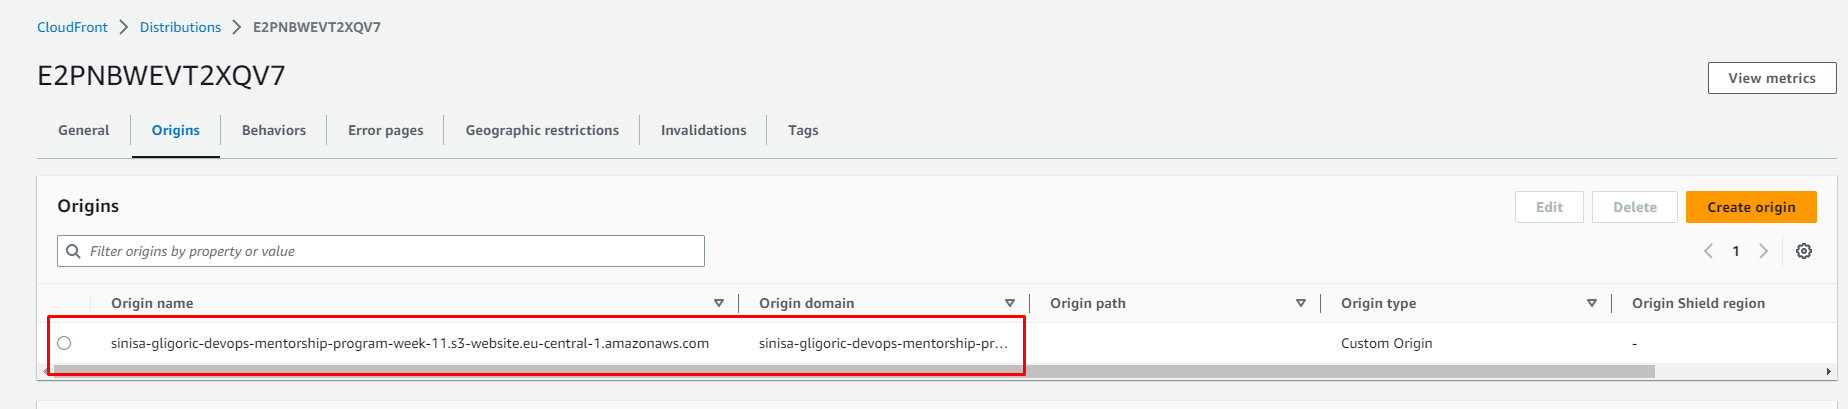 CloudFront > Distributions > E2PNBWEVT2XQV7
E2PNBWEVT2XQV7
View metrics
General Origins Behaviors Error pages Geographic restrictions Invalidations Tags
Origins
Edit Delete Create origin
Filter origins by property or value
1
Origin name Origin domain Origin path Origin type Origin Shield region
sinisa-gligoric-devops-mentorship-program-week-11.s3-website.eu-central-1.amazonaws.com sinisa-gligoric-devops-mentorship-pr... Custom Origin -